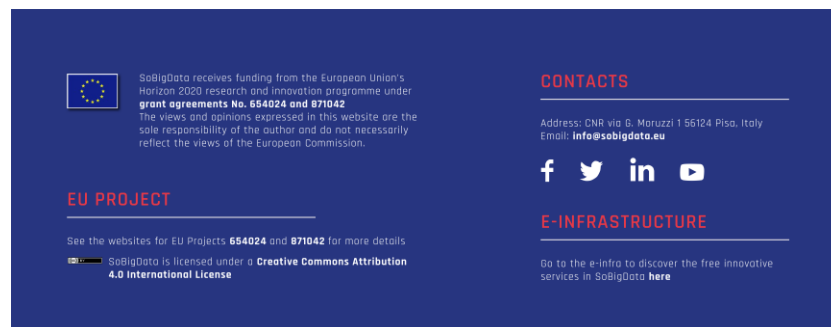 SoBigData receives funding from the European Union's
Horizon 2020 research and innovation programme under
grant agreements No. 654024 and 871042
The views and opinions expressed in this website are the
sole responsibility of the author and do not necessarily
reflect the views of the European Commission.
EU PROJECT
See the websites for EU Projects 654024 and 871042 for more details
SoBigData is licensed under a Creative Commons Attribution
4.0 International License
CONTACTS
Address: CNR via G. Moruzzi 1 56124 Pisa, Italy
Email: info@sobigdata.eu
E-INFRASTRUCTURE
Go to the e-infra to discover the free innovative
services in SoBigData here